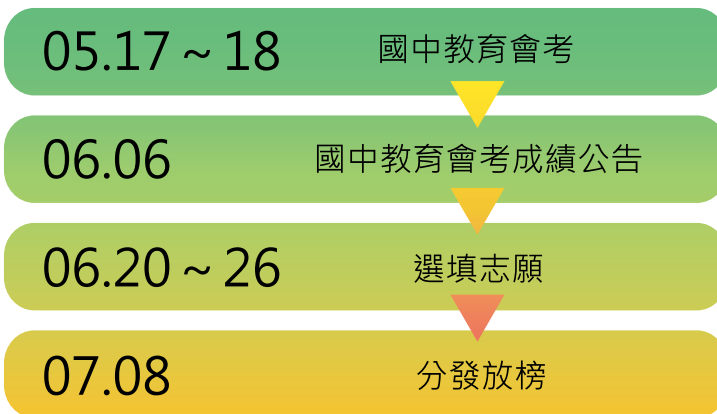 05.17 ~ 18 國中教育會考
06.06 國中教育會考成績公告
06.20 ~ 26 選填志願
07.08 分發放榜